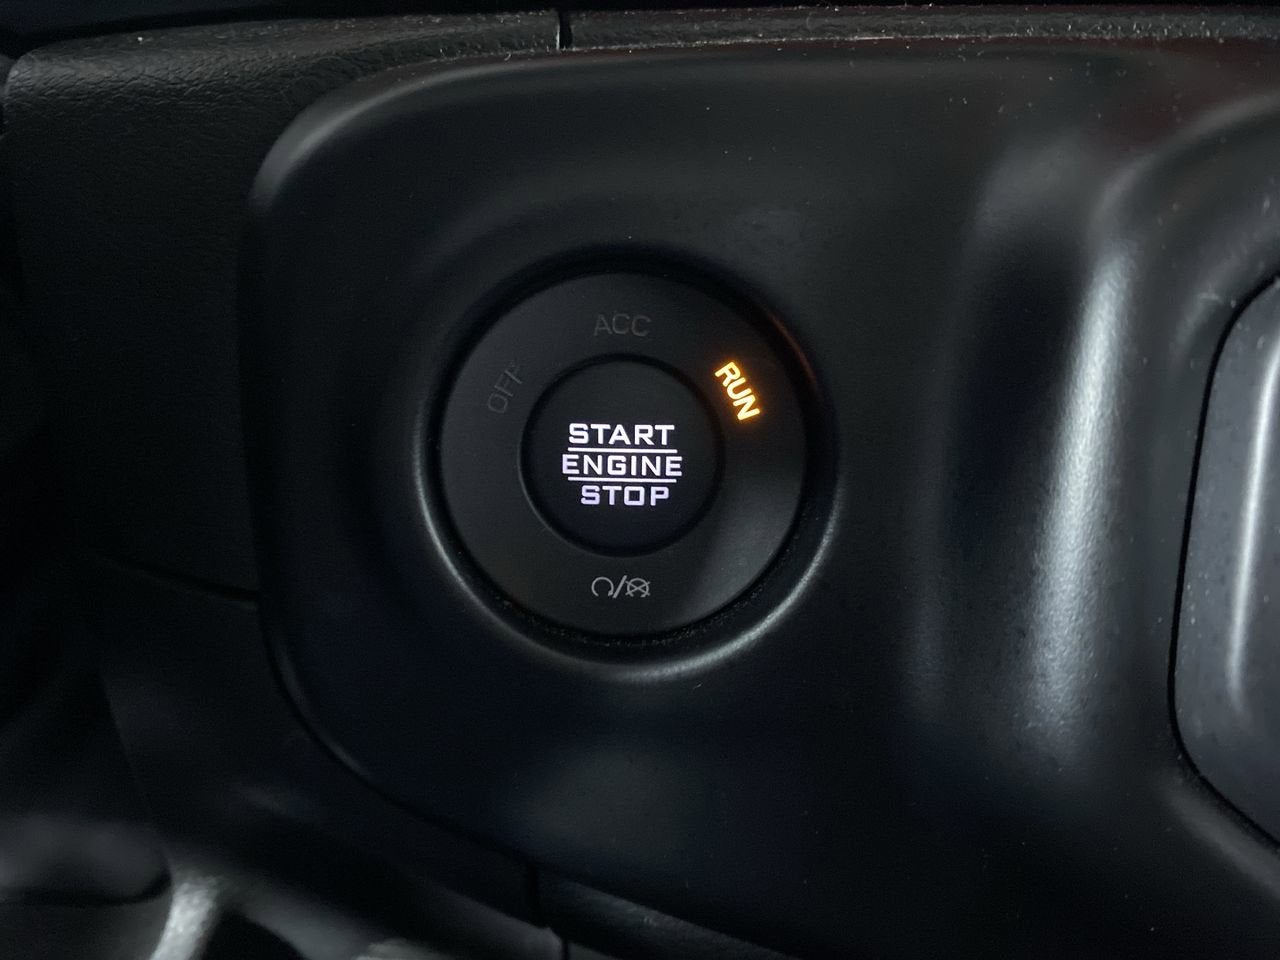 ACC
OFF
RUN
START
ENGINE
STOP